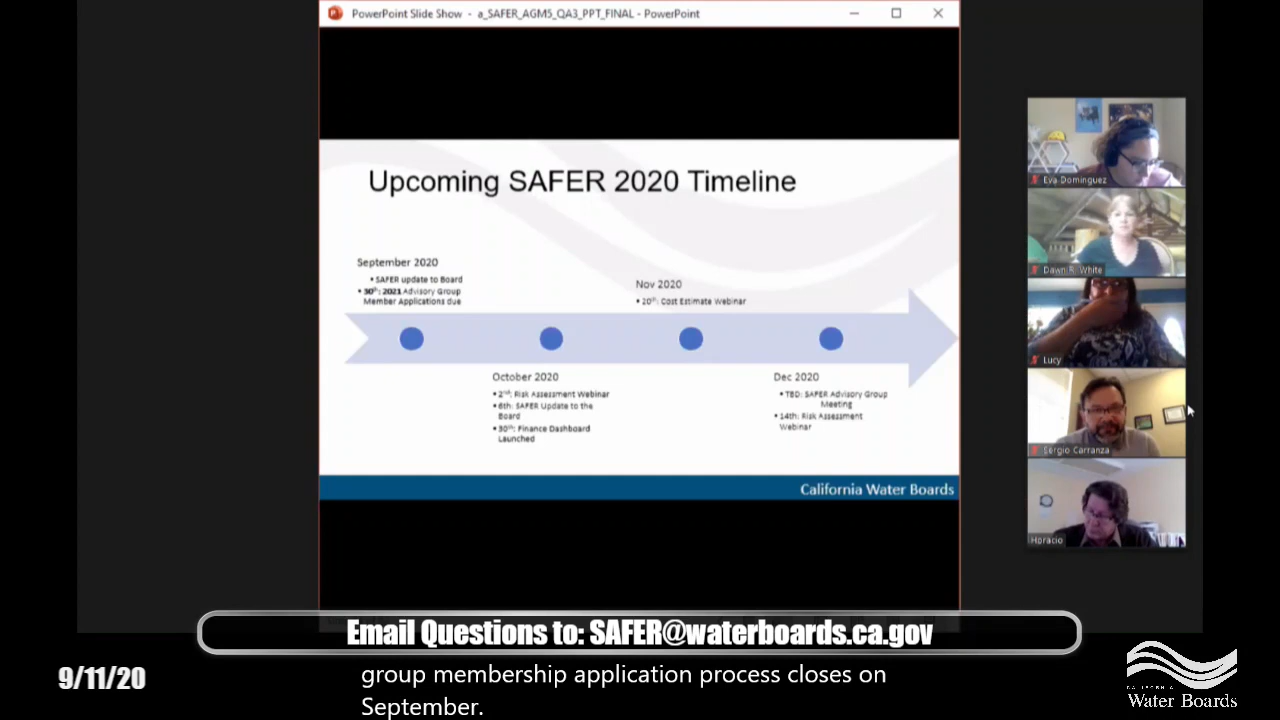 PowerPoint Slide Show - a_SAFER_AGM5_QA3_PPT_FINAL - PowerPoint
Upcoming SAFER 2020 Timeline
September 2020
• SAFER update to Board
• 30th: 2021 Advisory Group
Member Applications due
Nov 2020
• 20th: Cost Estimate Webinar
October 2020
• 2nd: Risk Assessment Webinar
• 6th: SAFER Update to the
Board
• 30th: Finance Dashboard
Launched
Dec 2020
• TBD: SAFER Advisory Group
Meeting
• 14th: Risk Assessment
Webinar
California Water Boards
Eva Dominguez
Dawn R. White
Lucy
Sergio Carranza
Horacio
Email Questions to: SAFER@waterboards.ca.gov
9/11/20
group membership application process closes on
September.
CALIFORNIA
Water Boards